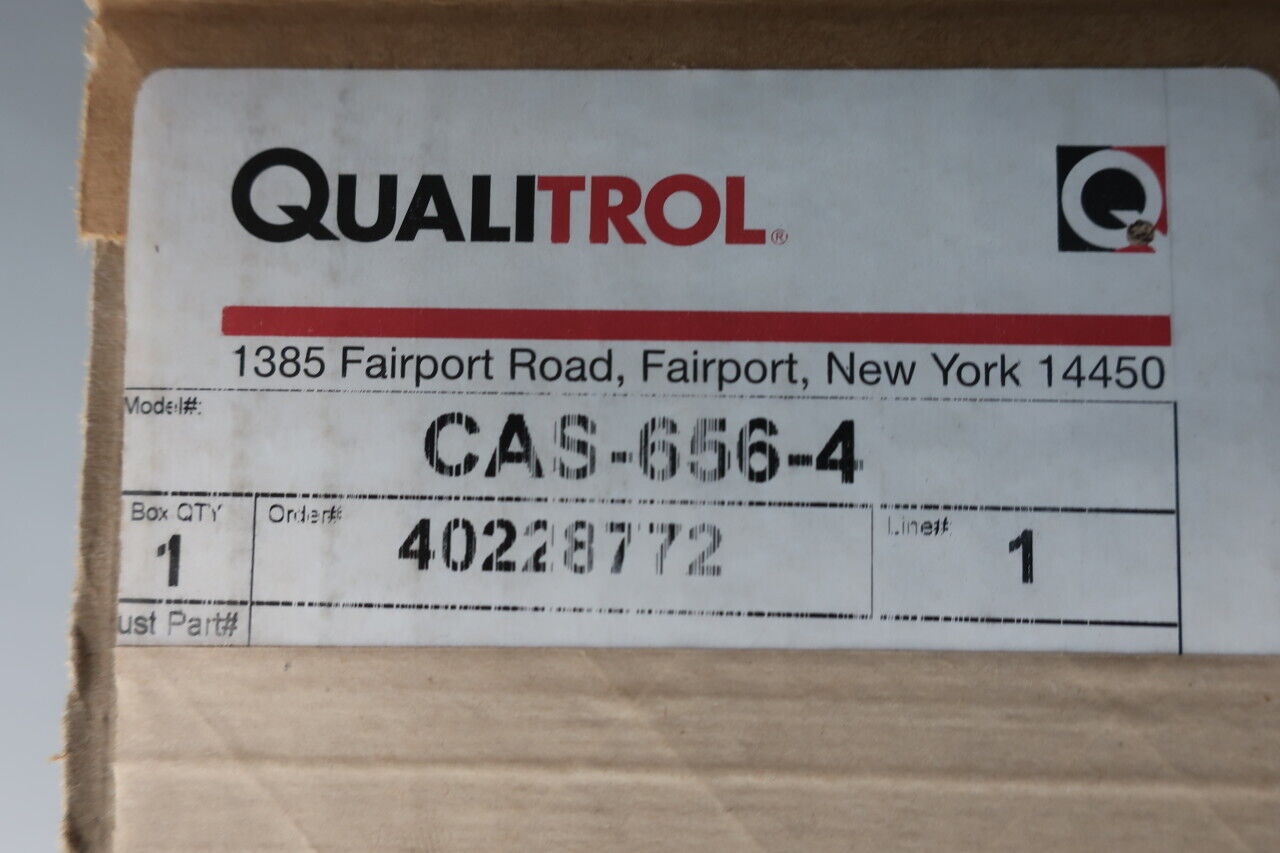 QUALITROL®
Q
1385 Fairport Road, Fairport, New York 14450
Model#:
CAS-656-4
Box QTY
1
Order#
40228772
Line#
1
ust Part#